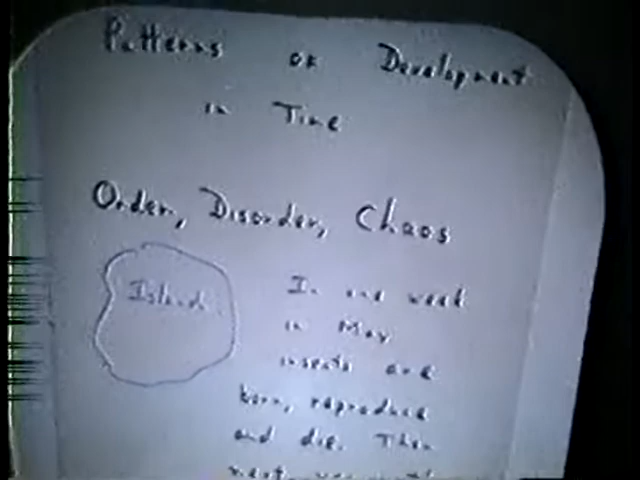 Patterns of Development
in Time
Order, Disorder, Chaos
Island
In one week
in May
insects are
born, reproduce
and die. Then
next